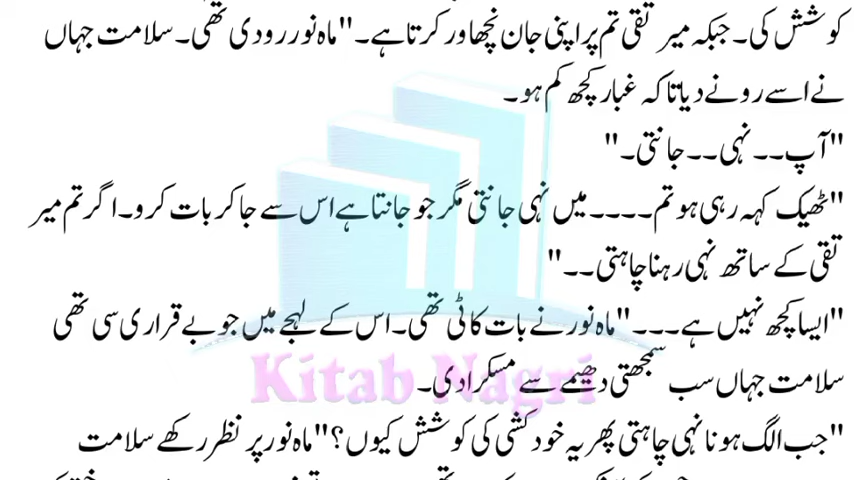 کوشش کی۔ جبکہ میر تقی تم پر اپنی جان نچھاور کرتا ہے۔" ماہ نور رو دی تھی۔ سلامت جہاں
نے اسے رونے دیا تاکہ غبار کچھ کم ہو۔
"آپ۔۔ نہی۔۔ جانتی۔"
"ٹھیک کہہ رہی ہو تم۔۔۔۔ میں نہی جانتی مگر جو جانتا ہے اس سے جا کر بات کرو۔ اگر تم میر
تقی کے ساتھ نہی رہنا چاہتی۔۔"
"ایسا کچھ نہیں ہے۔۔۔" ماہ نور نے بات کاٹی تھی۔ اس کے لہجے میں جو بے قراری سی تھی
سلامت جہاں سب سمجھتی دھیمے سے مسکرا دی۔
Kitab Nagri
"جب الگ ہونا نہی چاہتی پھر یہ خودکشی کی کوشش کیوں؟" ماہ نور پر نظر رکھے سلامت